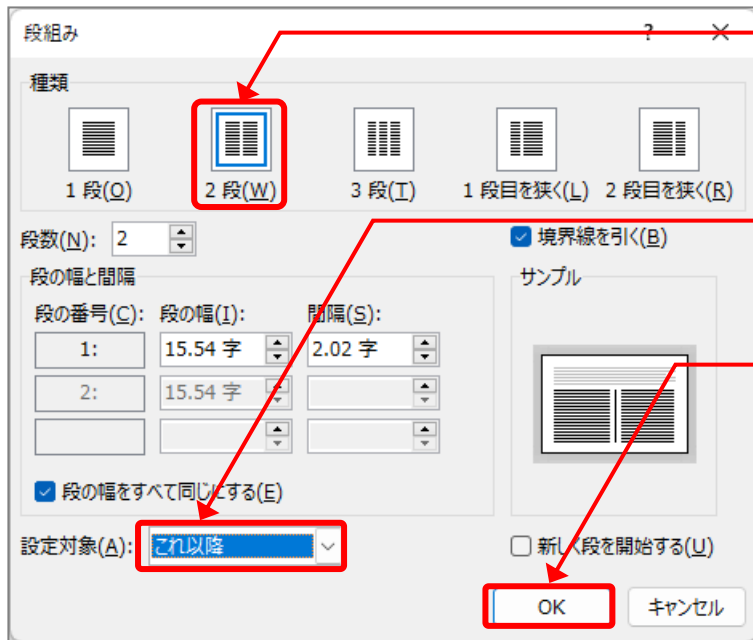 段組み ? ×
種類
1 段(O) 2 段(W) 3 段(T) 1 段目を狭く(L) 2 段目を狭く(R)
段数(N): 2 境界線を引く(B)
段の幅と間隔 サンプル
段の番号(C): 段の幅(I): 間隔(S):
1: 15.54 字 2.02 字
2: 15.54 字
段の幅をすべて同じにする(E)
設定対象(A): これ以降 新しく段を開始する(U)
OK キャンセル